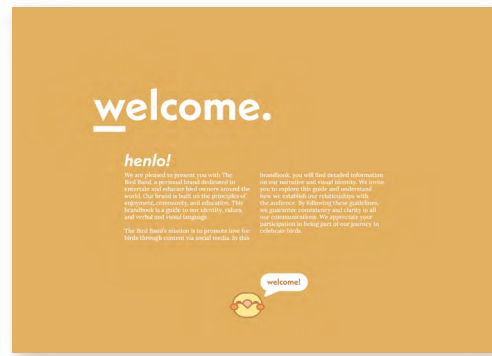 welcome.
henlo!
We are pleased to present you with The
Bird Band, a personal brand dedicated to
entertain and educate bird owners around the
world. Our brand is built on the principles of
enjoyment, community, and education. This
brandbook is a guide to our identity, values,
and verbal and visual language.
The Bird Band's mission is to promote love for
birds through content via social media. In this
brandbook, you will find detailed information
on our narrative and visual identity. We invite
you to explore this guide and understand
how we establish our relationships with
the audience. By following these guidelines,
we guarantee consistency and clarity in all
our communications. We appreciate your
participation in being part of our journey to
celebrate birds.
welcome!